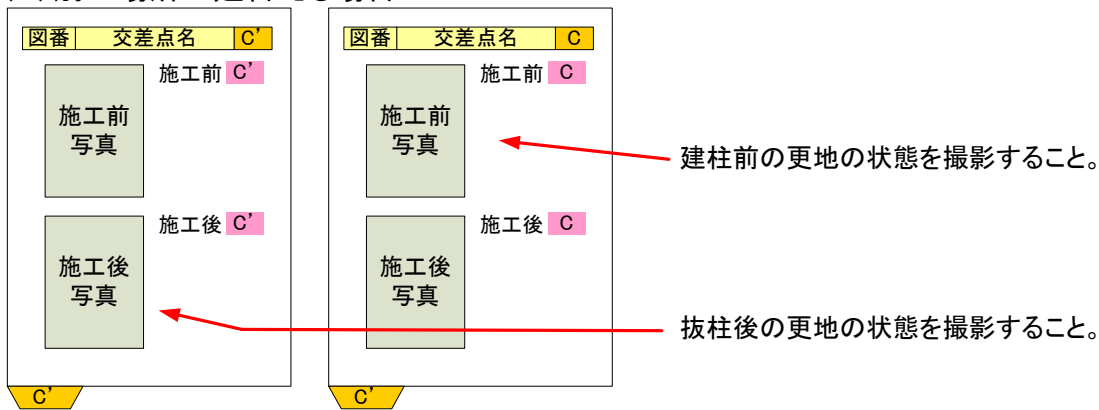 図番 交差点名 C’
施工前 C’
施工前
写真
施工後 C’
施工後
写真
C’
図番 交差点名 C
施工前 C
施工前
写真
施工後 C
施工後
写真
C’
建柱前の更地の状態を撮影すること。
抜柱後の更地の状態を撮影すること。